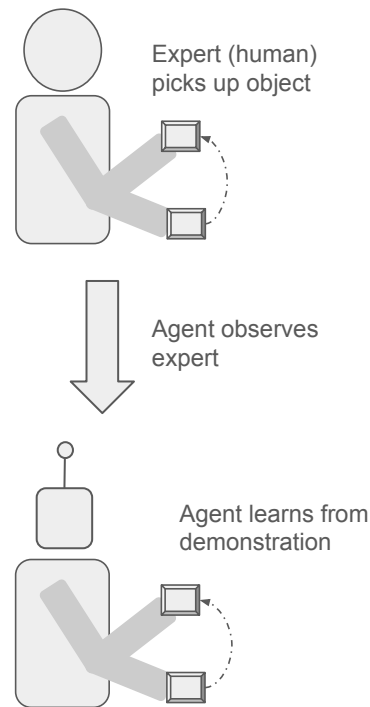 Expert (human)
picks up object
Agent observes
expert
Agent learns from
demonstration